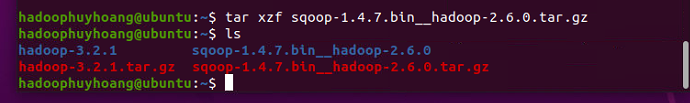 hadoophuyhoang@ubuntu:~$ tar xzf sqoop-1.4.7.bin__hadoop-2.6.0.tar.gz
hadoophuyhoang@ubuntu:~$ ls
hadoop-3.2.1 sqoop-1.4.7.bin__hadoop-2.6.0
hadoop-3.2.1.tar.gz sqoop-1.4.7.bin__hadoop-2.6.0.tar.gz
hadoophuyhoang@ubuntu:~$